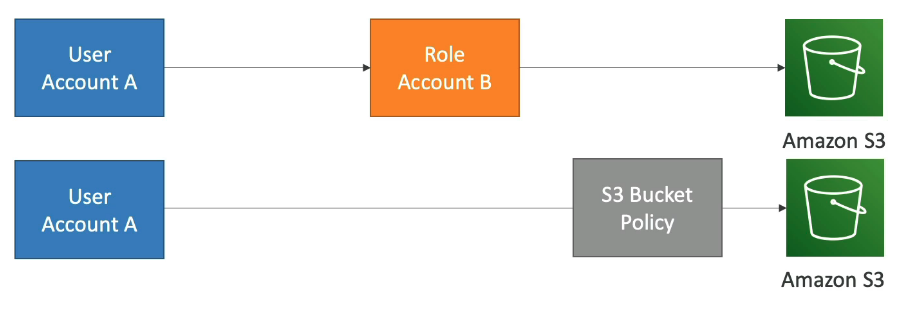 User
Account A
Role
Account B
Amazon S3
User
Account A
S3 Bucket
Policy
Amazon S3